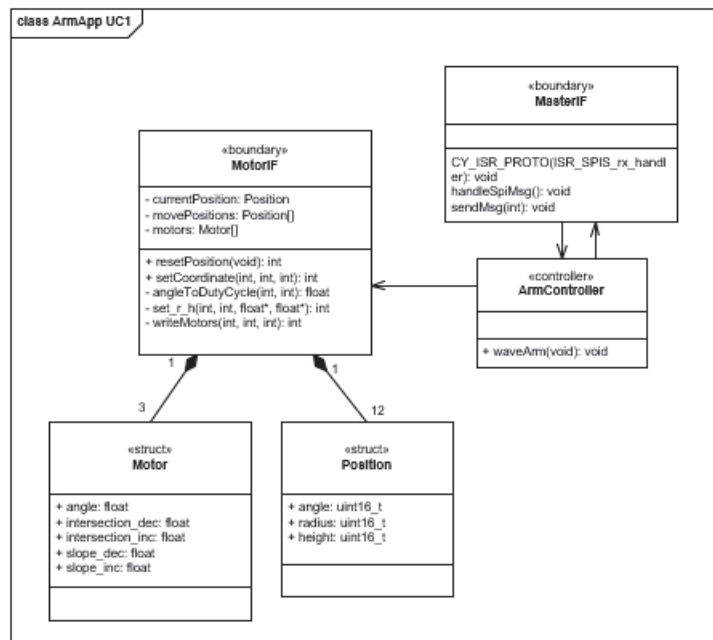 class ArmApp UC1
«boundary»
MasterIF
CY_ISR_PROTO(ISR_SPIS_rx_handl
er): void
handleSpiMsg(): void
sendMsg(int): void
«boundary»
MotorIF
- currentPosition: Position
- movePositions: Position[]
- motors: Motor[]
+ resetPosition(void): int
+ setCoordinate(int, int, int): int
- angleToDutyCycle(int, int): float
- set_r_h(int, int, float*, float*): int
- writeMotors(int, int, int): int
«controller»
ArmController
+ waveArm(void): void
1
1
3
12
«struct»
Motor
+ angle: float
+ intersection_dec: float
+ intersection_inc: float
+ slope_dec: float
+ slope_inc: float
«struct»
Position
+ angle: uint16_t
+ radius: uint16_t
+ height: uint16_t